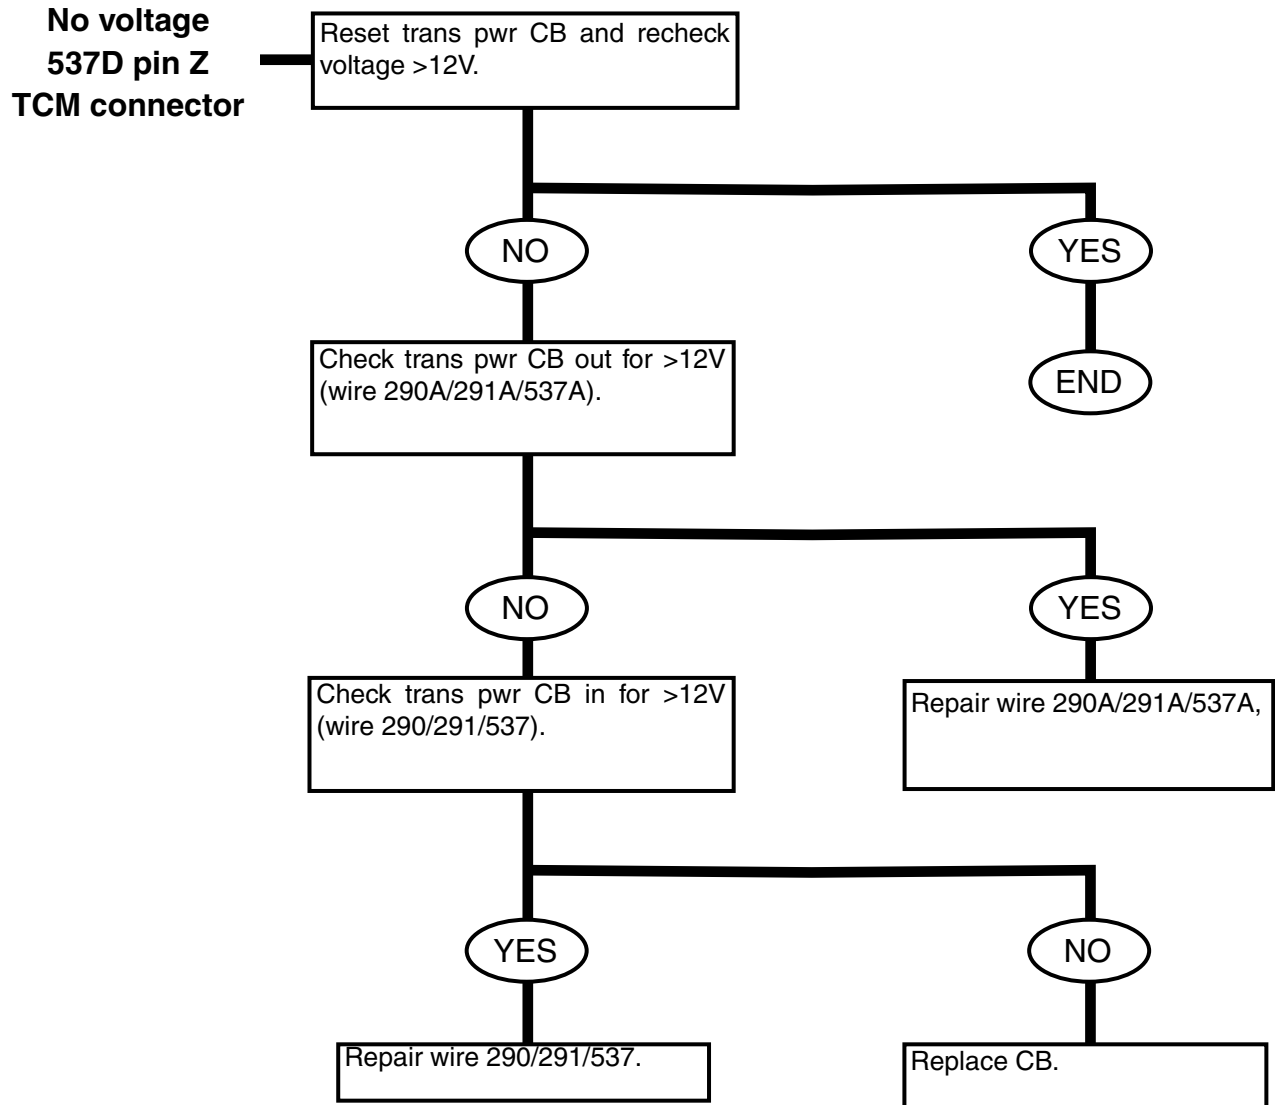 No voltage
537D pin Z
TCM connector
Reset trans pwr CB and recheck
voltage >12V.
NO
YES
Check trans pwr CB out for >12V
(wire 290A/291A/537A).
END
NO
YES
Check trans pwr CB in for >12V
(wire 290/291/537).
Repair wire 290A/291A/537A,
YES
NO
Repair wire 290/291/537.
Replace CB.